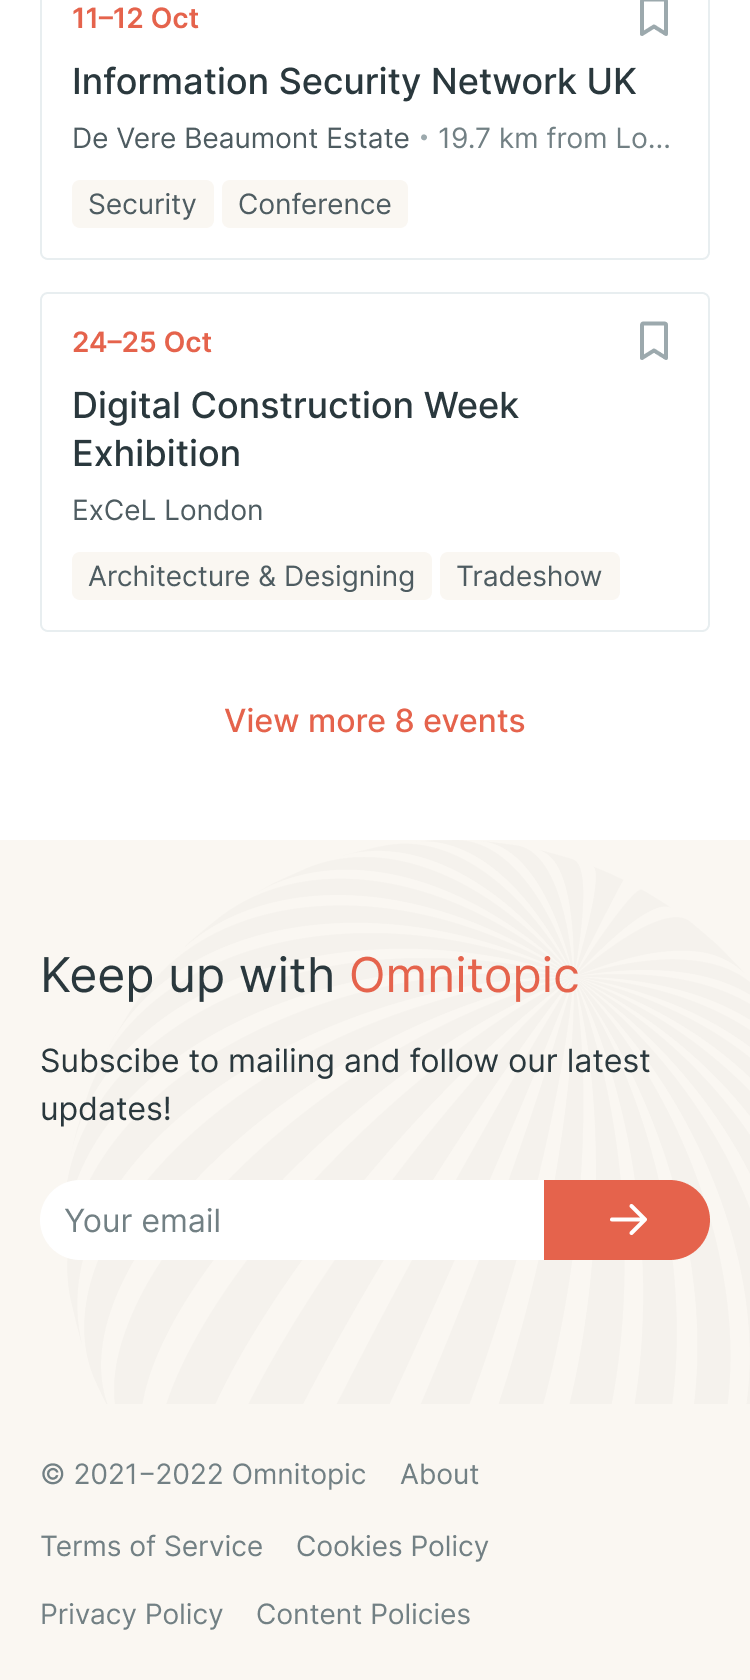 11–12 Oct
Information Security Network UK
De Vere Beaumont Estate • 19.7 km from Lo...
Security Conference
24–25 Oct
Digital Construction Week
Exhibition
ExCeL London
Architecture & Designing Tradeshow
View more 8 events
Keep up with Omnitopic
Subscibe to mailing and follow our latest
updates!
Your email
© 2021–2022 Omnitopic About
Terms of Service Cookies Policy
Privacy Policy Content Policies